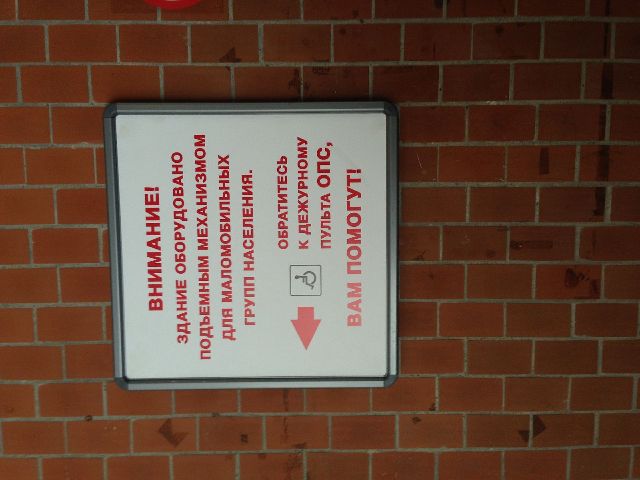 ВНИМАНИЕ!
ЗДАНИЕ ОБОРУДОВАНО
ПОДЪЕМНЫМ МЕХАНИЗМОМ
ДЛЯ МАЛОМОБИЛЬНЫХ
ГРУПП НАСЕЛЕНИЯ.
ОБРАТИТЕСЬ
К ДЕЖУРНОМУ
ПУЛЬТА ОПС,
ВАМ ПОМОГУТ!